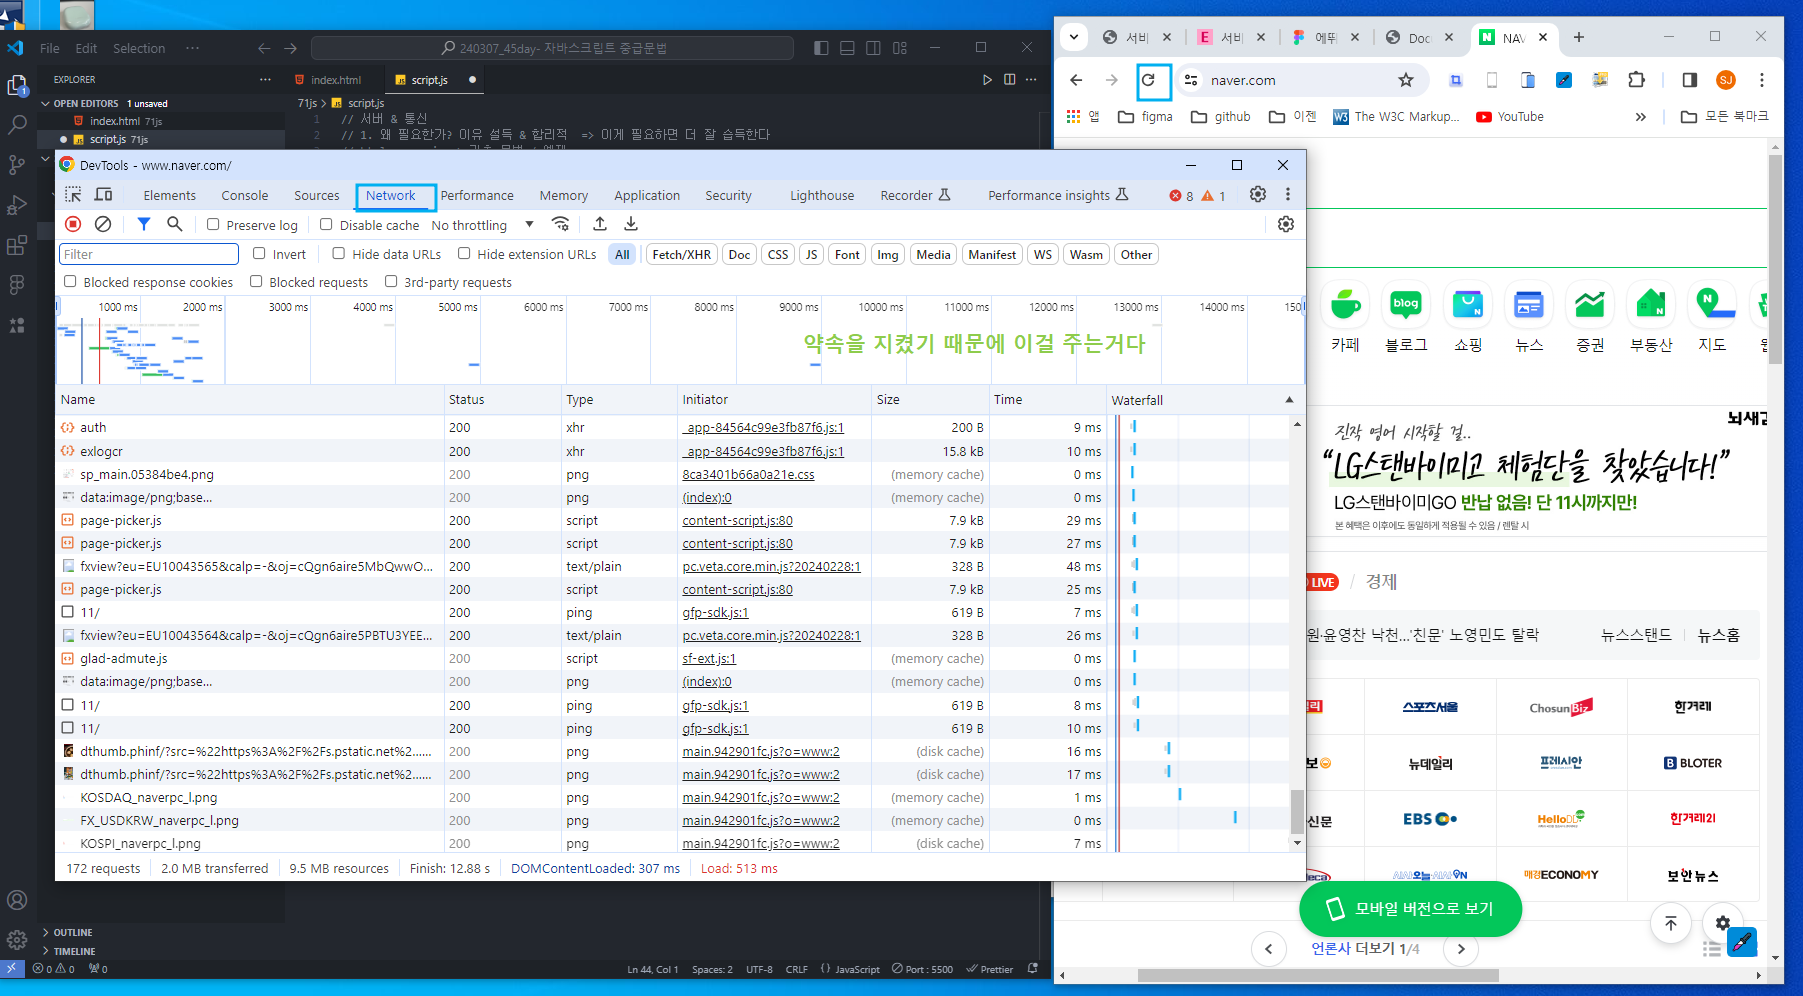 File Edit Selection ···
240307_45day- 자바스크립트 중급문법
EXPLORER
index.html
script.js
OPEN EDITORS 1 unsaved
71js > script.js
index.html 71js
1 // 서버 & 통신
script.js 71js
2 // 1. 왜 필요한가? 이유 설득 & 합리적 => 이게 필요하면 더 잘 습득한다
DevTools - www.naver.com/
Elements Console Sources Network Performance Memory Application Security Lighthouse Recorder Performance insights 8 1
Preserve log Disable cache No throttling
Filter Invert Hide data URLs Hide extension URLs All Fetch/XHR Doc CSS JS Font Img Media Manifest WS Wasm Other
Blocked response cookies Blocked requests 3rd-party requests
1000 ms 2000 ms 3000 ms 4000 ms 5000 ms 6000 ms 7000 ms 8000 ms 9000 ms 10000 ms 11000 ms 12000 ms 13000 ms 14000 ms 150
약속을 지켰기 때문에 이걸 주는거다
Name Status Type Initiator Size Time Waterfall
auth 200 xhr _app-84564c99e3fb87f6.js:1 200 B 9 ms
exlogcr 200 xhr _app-84564c99e3fb87f6.js:1 15.8 kB 10 ms
sp_main.05384be4.png 200 png 8ca3401b66a0a21e.css (memory cache) 0 ms
data:image/png;base... 200 png (index):0 (memory cache) 0 ms
page-picker.js 200 script content-script.js:80 7.9 kB 29 ms
page-picker.js 200 script content-script.js:80 7.9 kB 27 ms
fxview?eu=EU10043565&calp=-&oj=cQgn6aire5MbQwwO... 200 text/plain pc.veta.core.min.js?20240228:1 328 B 48 ms
page-picker.js 200 script content-script.js:80 7.9 kB 25 ms
11/ 200 ping gfp-sdk.js:1 619 B 7 ms
fxview?eu=EU10043564&calp=-&oj=cQgn6aire5PBTU3YEE... 200 text/plain pc.veta.core.min.js?20240228:1 328 B 26 ms
glad-admute.js 200 script sf-ext.js:1 (memory cache) 0 ms
data:image/png;base... 200 png (index):0 (memory cache) 0 ms
11/ 200 ping gfp-sdk.js:1 619 B 8 ms
11/ 200 ping gfp-sdk.js:1 619 B 10 ms
dthumb.phinf/?src=%22https%3A%2F%2Fs.pstatic.net%2...... 200 png main.942901fc.js?o=www:2 (disk cache) 16 ms
dthumb.phinf/?src=%22https%3A%2F%2Fs.pstatic.net%2...... 200 png main.942901fc.js?o=www:2 (disk cache) 17 ms
KOSDAQ_naverpc_l.png 200 png main.942901fc.js?o=www:2 (memory cache) 1 ms
FX_USDKRW_naverpc_l.png 200 png main.942901fc.js?o=www:2 (memory cache) 0 ms
KOSPI_naverpc_l.png 200 png main.942901fc.js?o=www:2 (disk cache) 7 ms
172 requests 2.0 MB transferred 9.5 MB resources Finish: 12.88 s DOMContentLoaded: 307 ms Load: 513 ms
OUTLINE
TIMELINE
0 0 0 Ln 44, Col 1 Spaces: 2 UTF-8 CRLF JavaScript Port : 5500 Prettier
서비 E 서비 에튀 Doc NAV
naver.com SJ
앱 figma github 이젠 W3 The W3C Markup... YouTube » 모든 북마크
blog
카페 블로그 쇼핑 뉴스 증권 부동산 지도
진작 영어 시작할 걸..
“LG스탠바이미고 체험단을 찾았습니다!”
LG스탠바이미GO 반납 없음! 단 11시까지만!
본 혜택은 이후에도 동일하게 적용될 수 있음 / 렌탈 시
LIVE / 경제
원·윤영찬 낙천...'친문' 노영민도 탈락 뉴스스탠드 뉴스홈
스포츠서울 ChosunBiz 한겨레
뉴데일리 프레시안 BLOTER
신문 EBS HelloDD 한겨레21
매경ECONOMY 보안뉴스
모바일 버전으로 보기
언론사 더보기 1/4